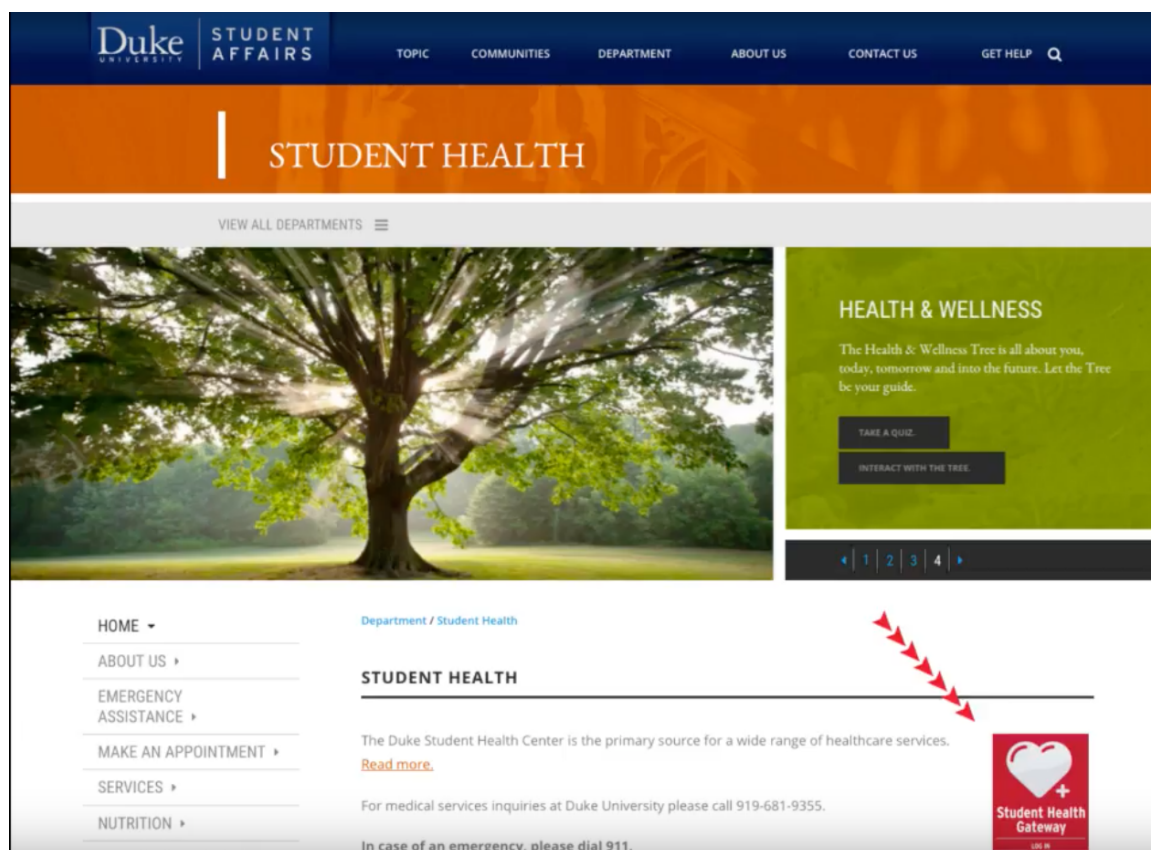 Duke
UNIVERSITY
STUDENT
AFFAIRS
TOPIC
COMMUNITIES
DEPARTMENT
ABOUT US
CONTACT US
GET HELP
STUDENT HEALTH
VIEW ALL DEPARTMENTS
HEALTH & WELLNESS
The Health & Wellness Tree is all about you,
today, tomorrow and into the future. Let the Tree
be your guide.
TAKE A QUIZ.
INTERACT WITH THE TREE.
1 2 3 4
HOME
ABOUT US
EMERGENCY
ASSISTANCE
MAKE AN APPOINTMENT
SERVICES
NUTRITION
Department / Student Health
STUDENT HEALTH
The Duke Student Health Center is the primary source for a wide range of healthcare services.
Read more.
For medical services inquiries at Duke University please call 919-681-9355.
In case of an emergency, please dial 911.
Student Health
Gateway
LOG IN